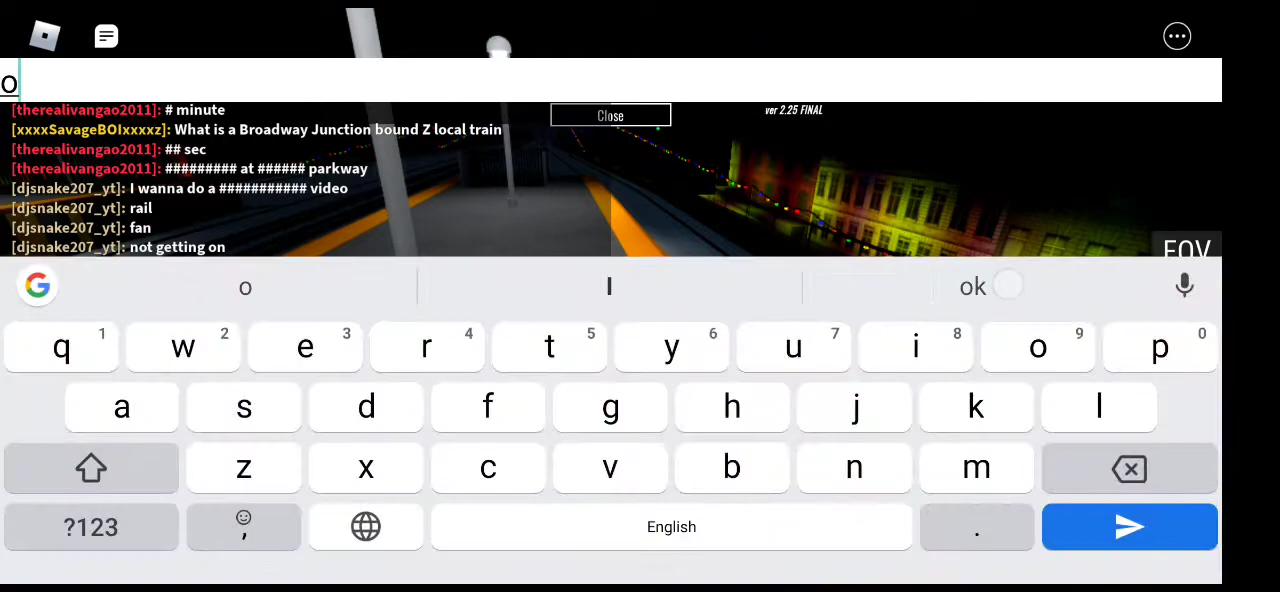 o
[therealivangao2011]: # minute
Close
ver 2.25 FINAL
[xxxxSavageBOIxxxxz]: What is a Broadway Junction bound Z local train
[therealivangao2011]: ## sec
[therealivangao2011]: ######### at ###### parkway
[djsnake207_yt]: I wanna do a ########### video
[djsnake207_yt]: rail
[djsnake207_yt]: fan
[djsnake207_yt]: not getting on
FOV
o I ok
q 1 w 2 e 3 r 4 t 5 y 6 u 7 i 8 o 9 p 0
a s d f g h j k l
z x c v b n m
?123 , English .